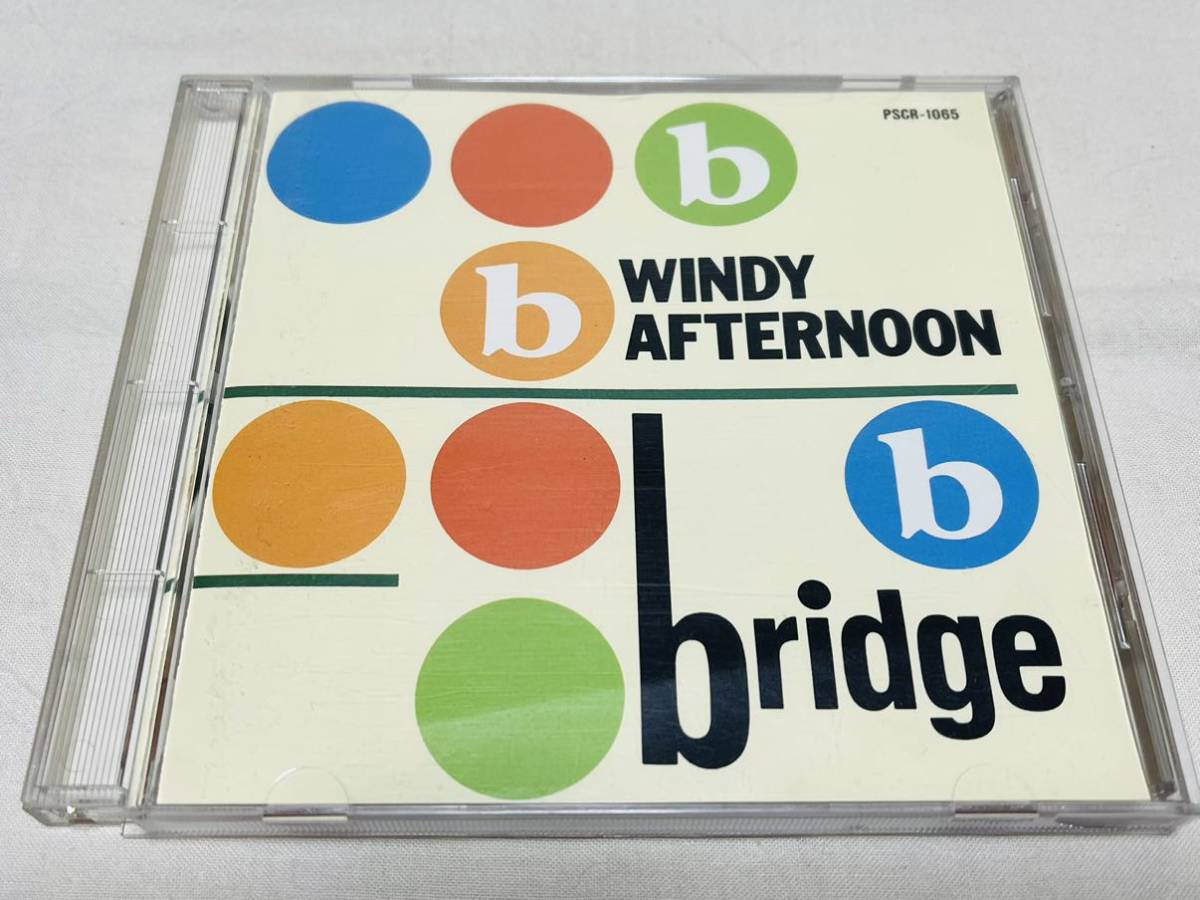 PSCR-1065
b
b
WINDY
AFTERNOON
b
bridge